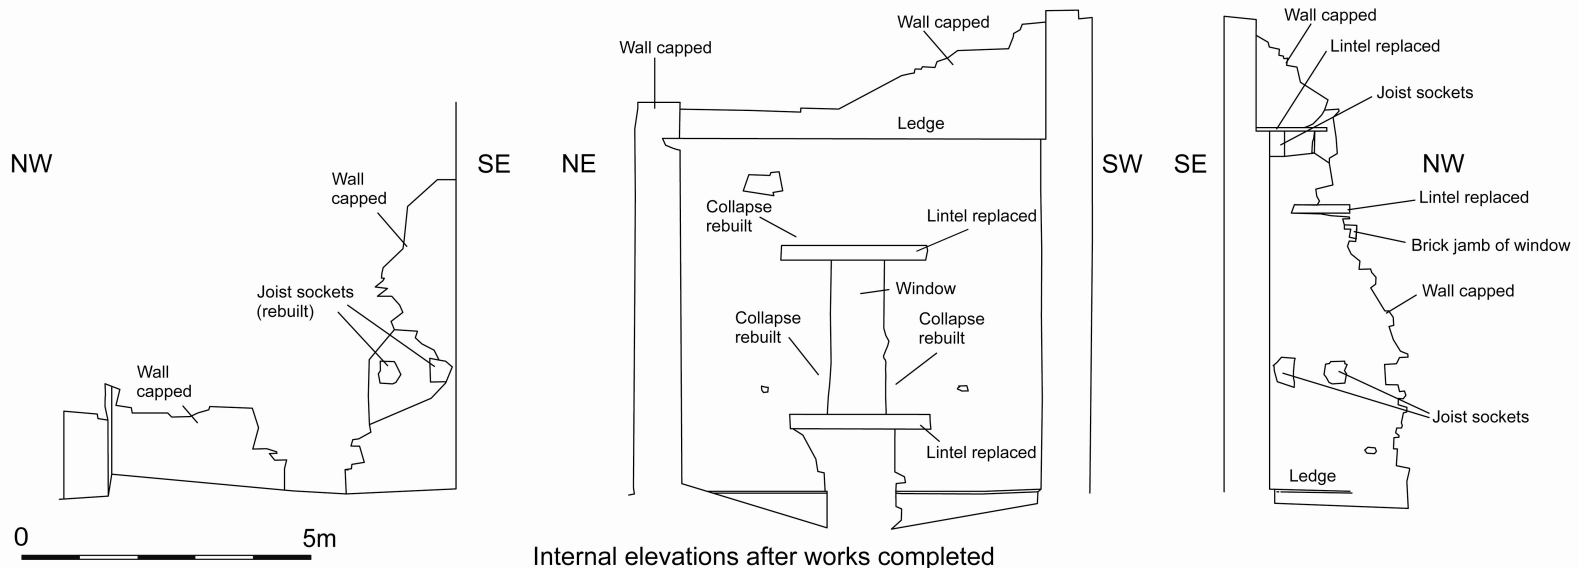 NW
Wall
capped
SE
Joist sockets
(rebuilt)
Wall
capped
0
5m
NE
Wall capped
Wall capped
Ledge
SW
Collapse
rebuilt
Lintel replaced
Window
Collapse
rebuilt
Collapse
rebuilt
Lintel replaced
Internal elevations after works completed
SE
Wall capped
Lintel replaced
Joist sockets
NW
Lintel replaced
Brick jamb of window
Wall capped
Joist sockets
Ledge